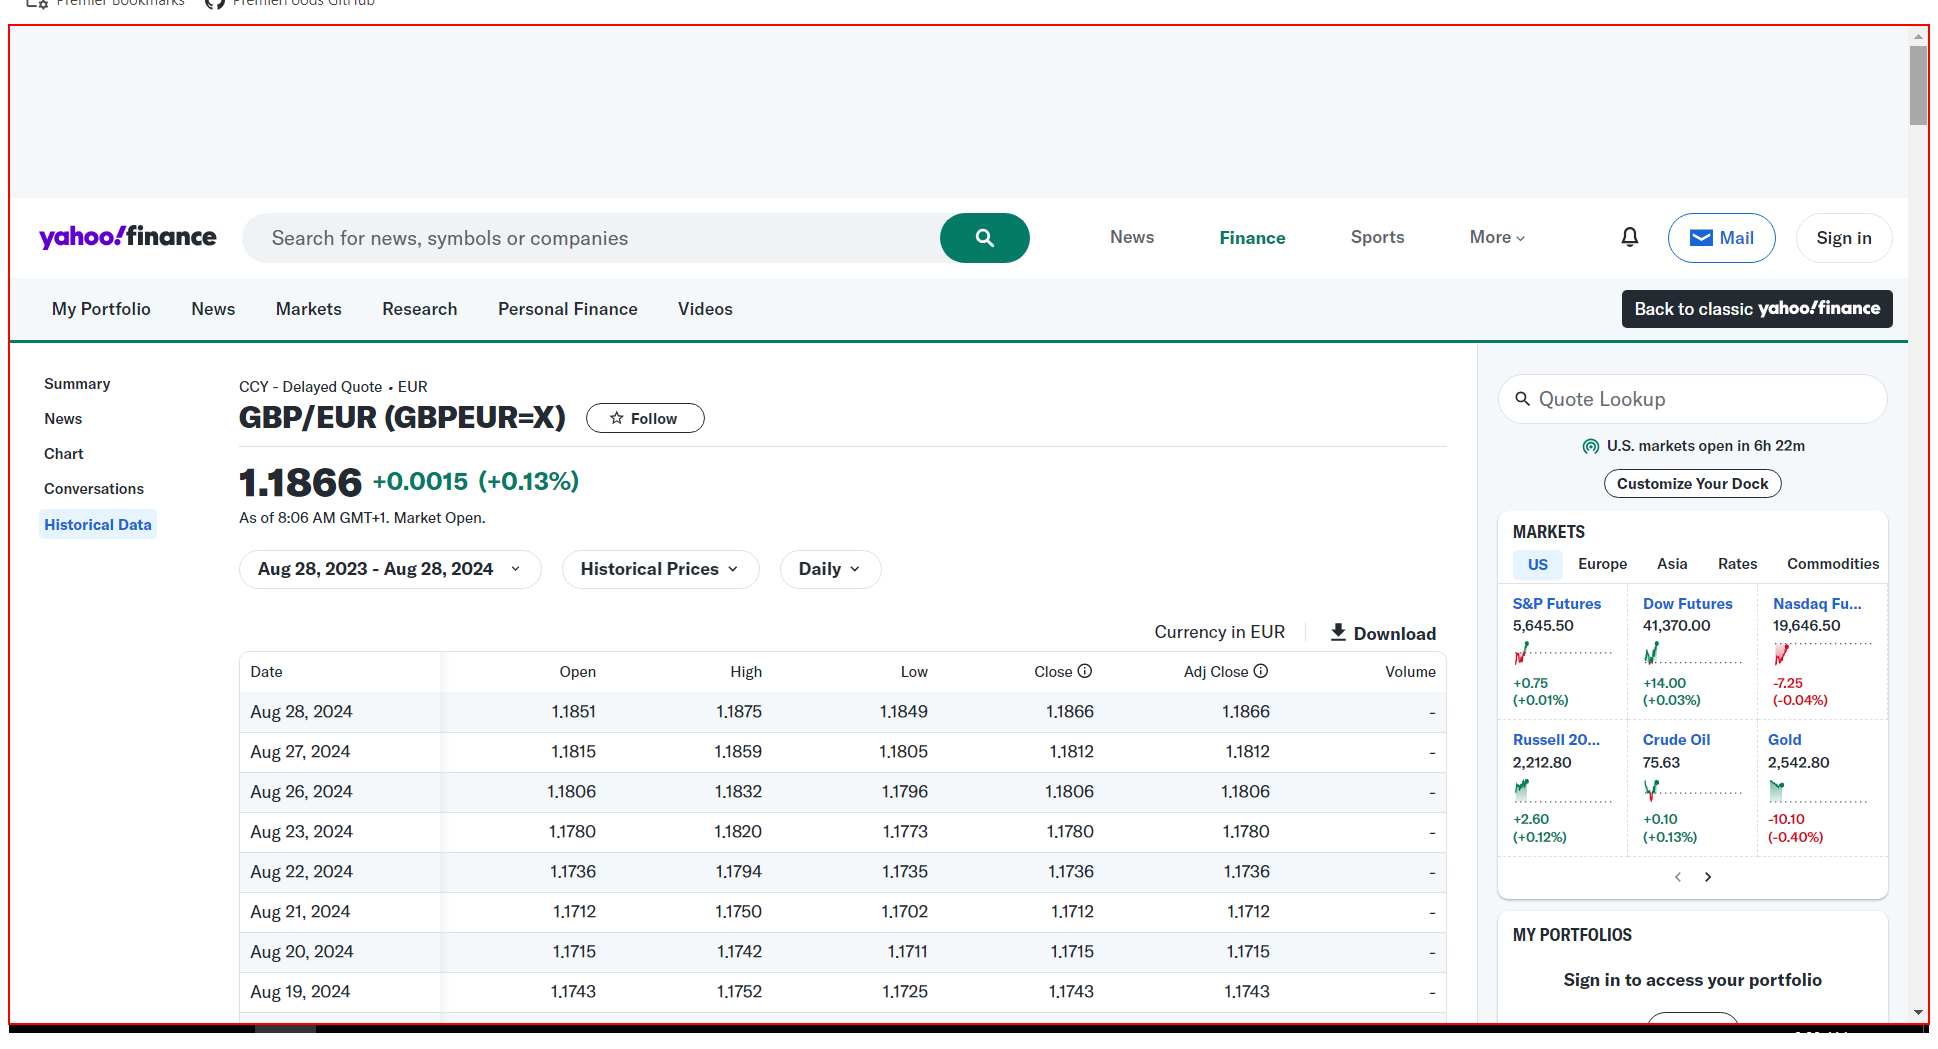 Premier Bookmarks PremierFoods GitHub
yahoo!finance Search for news, symbols or companies News Finance Sports More Mail Sign in
My Portfolio News Markets Research Personal Finance Videos Back to classic yahoo!finance
Summary
News
Chart
Conversations
Historical Data
CCY - Delayed Quote • EUR
GBP/EUR (GBPEUR=X) Follow
1.1866 +0.0015 (+0.13%)
As of 8:06 AM GMT+1. Market Open.
Aug 28, 2023 - Aug 28, 2024 Historical Prices Daily
Currency in EUR Download
Date Open High Low Close Adj Close Volume
Aug 28, 2024 1.1851 1.1875 1.1849 1.1866 1.1866 -
Aug 27, 2024 1.1815 1.1859 1.1805 1.1812 1.1812 -
Aug 26, 2024 1.1806 1.1832 1.1796 1.1806 1.1806 -
Aug 23, 2024 1.1780 1.1820 1.1773 1.1780 1.1780 -
Aug 22, 2024 1.1736 1.1794 1.1735 1.1736 1.1736 -
Aug 21, 2024 1.1712 1.1750 1.1702 1.1712 1.1712 -
Aug 20, 2024 1.1715 1.1742 1.1711 1.1715 1.1715 -
Aug 19, 2024 1.1743 1.1752 1.1725 1.1743 1.1743 -
Quote Lookup
U.S. markets open in 6h 22m
Customize Your Dock
MARKETS
US Europe Asia Rates Commodities
S&P Futures Dow Futures Nasdaq Fu...
5,645.50 41,370.00 19,646.50
+0.75 +14.00 -7.25
(+0.01%) (+0.03%) (-0.04%)
Russell 20... Crude Oil Gold
2,212.80 75.63 2,542.80
+2.60 +0.10 -10.10
(+0.12%) (+0.13%) (-0.40%)
MY PORTFOLIOS
Sign in to access your portfolio